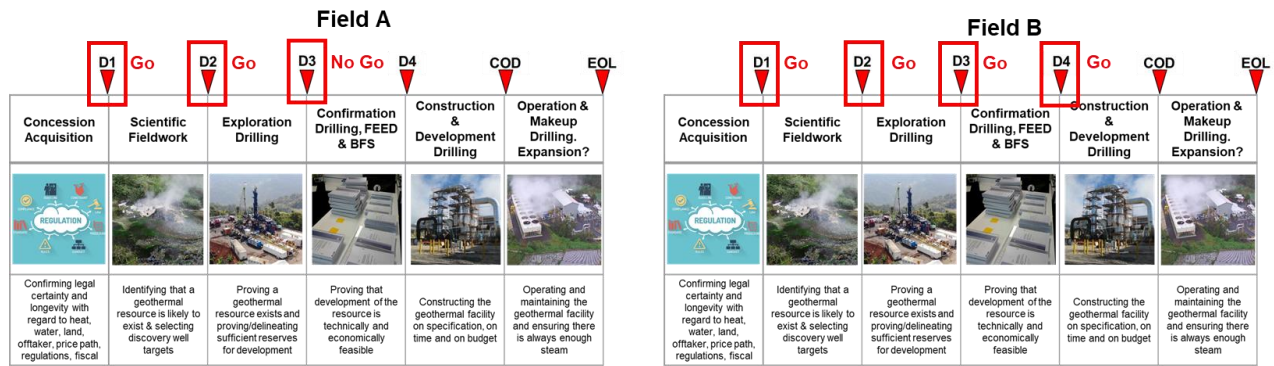 Field A
D1 Go D2 Go D3 No Go D4 COD EOL
Concession
Acquisition
Scientific
Fieldwork
Exploration
Drilling
Confirmation
Drilling, FEED
& BFS
Construction
&
Development
Drilling
Operation &
Makeup
Drilling.
Expansion?
REGULATION
Confirming legal
certainty and
longevity with
regard to heat,
water, land,
offtaker, price path,
regulations, fiscal
Identifying that a
geothermal
resource is likely to
exist & selecting
discovery well
targets
Proving a
geothermal
resource exists and
proving/delineating
sufficient reserves
for development
Proving that
development of the
resource is
technically and
economically
feasible
Constructing the
geothermal facility
on specification, on
time and on budget
Operating and
maintaining the
geothermal facility
and ensuring there
is always enough
steam
Field B
D1 Go D2 Go D3 Go D4 Go COD EOL
Concession
Acquisition
Scientific
Fieldwork
Exploration
Drilling
Confirmation
Drilling, FEED
& BFS
Construction
&
Development
Drilling
Operation &
Makeup
Drilling.
Expansion?
REGULATION
Confirming legal
certainty and
longevity with
regard to heat,
water, land,
offtaker, price path,
regulations, fiscal
Identifying that a
geothermal
resource is likely to
exist & selecting
discovery well
targets
Proving a
geothermal
resource exists and
proving/delineating
sufficient reserves
for development
Proving that
development of the
resource is
technically and
economically
feasible
Constructing the
geothermal facility
on specification, on
time and on budget
Operating and
maintaining the
geothermal facility
and ensuring there
is always enough
steam